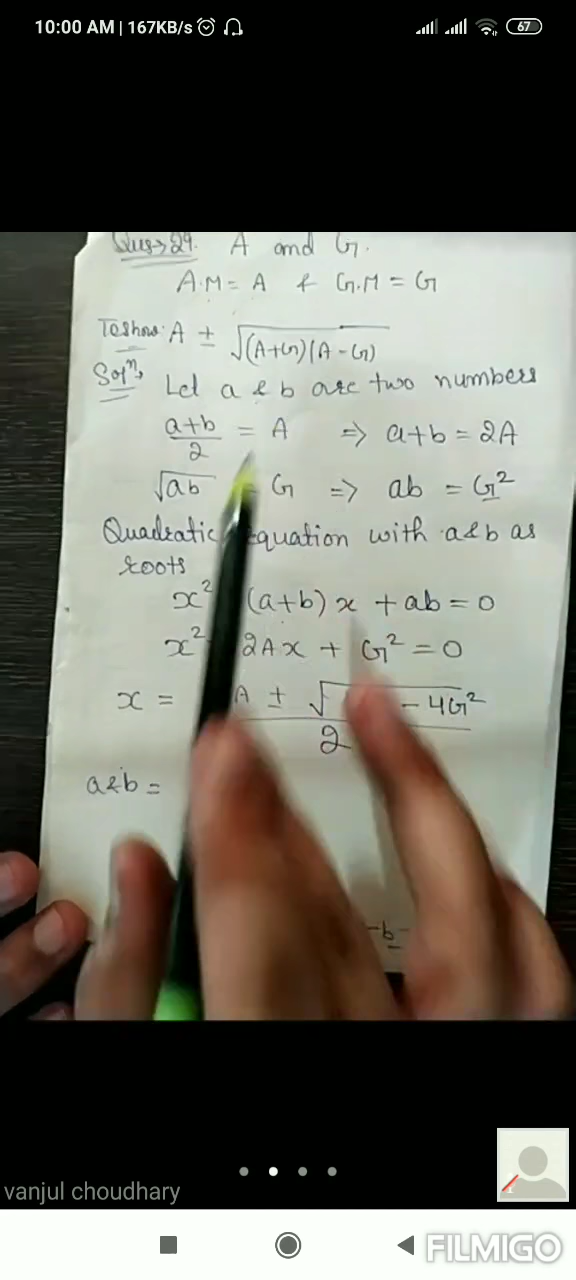 10:00 AM | 167KB/s
67
Ques→29. A and G.
A.M = A & G.M = G
To show: A ± √(A+G)(A-G)
Solⁿ, Let a & b are two numbers
a+b/2 = A ⇒ a+b = 2A
√ab = G ⇒ ab = G²
Quadratic equation with a & b as
roots
x² (a+b) x + ab = 0
x² 2Ax + G² = 0
x = A ± √ - 4G²
2
a & b =
-b-
vanjul choudhary
FILMIGO